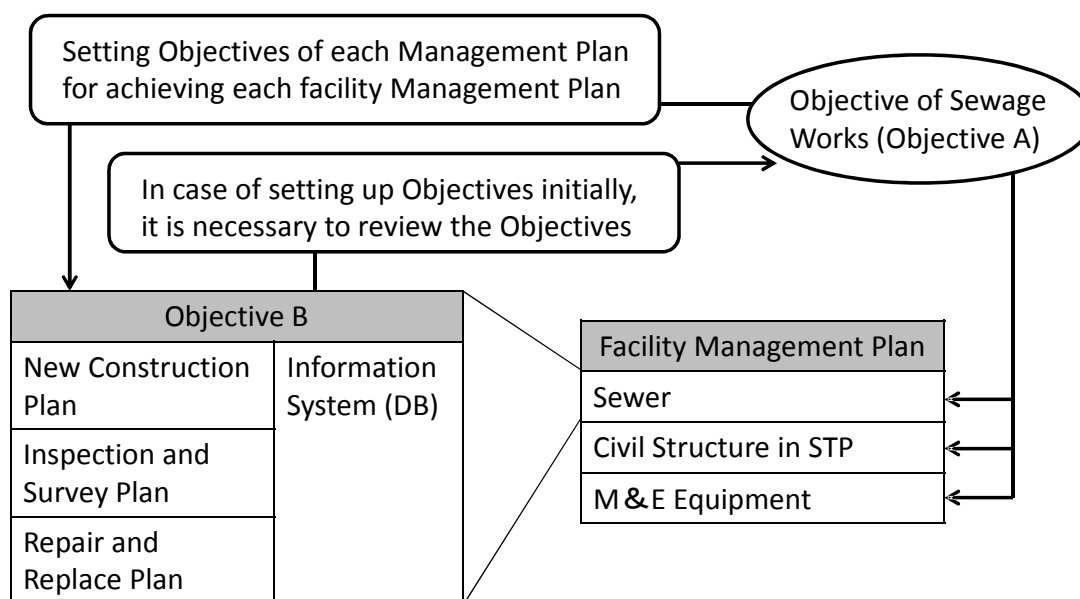 Setting Objectives of each Management Plan
for achieving each facility Management Plan
Objective of Sewage
Works (Objective A)
In case of setting up Objectives initially,
it is necessary to review the Objectives
Objective B
New Construction
Plan
Information
System (DB)
Inspection and
Survey Plan
Repair and
Replace Plan
Facility Management Plan
Sewer
Civil Structure in STP
M&E Equipment